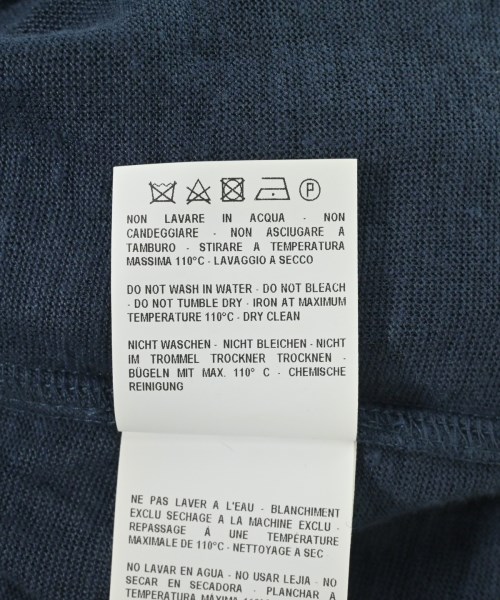 P
NON LAVARE IN ACQUA - NON
CANDEGGIARE - NON ASCIUGARE A
TAMBURO - STIRARE A TEMPERATURA
MASSIMA 110°C - LAVAGGIO A SECCO
DO NOT WASH IN WATER - DO NOT BLEACH
- DO NOT TUMBLE DRY - IRON AT MAXIMUM
TEMPERATURE 110°C - DRY CLEAN
NICHT WASCHEN - NICHT BLEICHEN - NICHT
IM TROMMEL TROCKNER TROCKNEN -
BÜGELN MIT MAX. 110° C - CHEMISCHE
REINIGUNG
NE PAS LAVER A L'EAU - BLANCHIMENT
EXCLU SECHAGE A LA MACHINE EXCLU -
REPASSAGE Á UNE TEMPÉRATURE
MAXIMALE DE 110°C - NETTOYAGE A SEC
NO LAVAR EN AGUA - NO USAR LEJIA - NO
SECAR EN SECADORA - PLANCHAR A
TEMPERATURA MÁXIMA